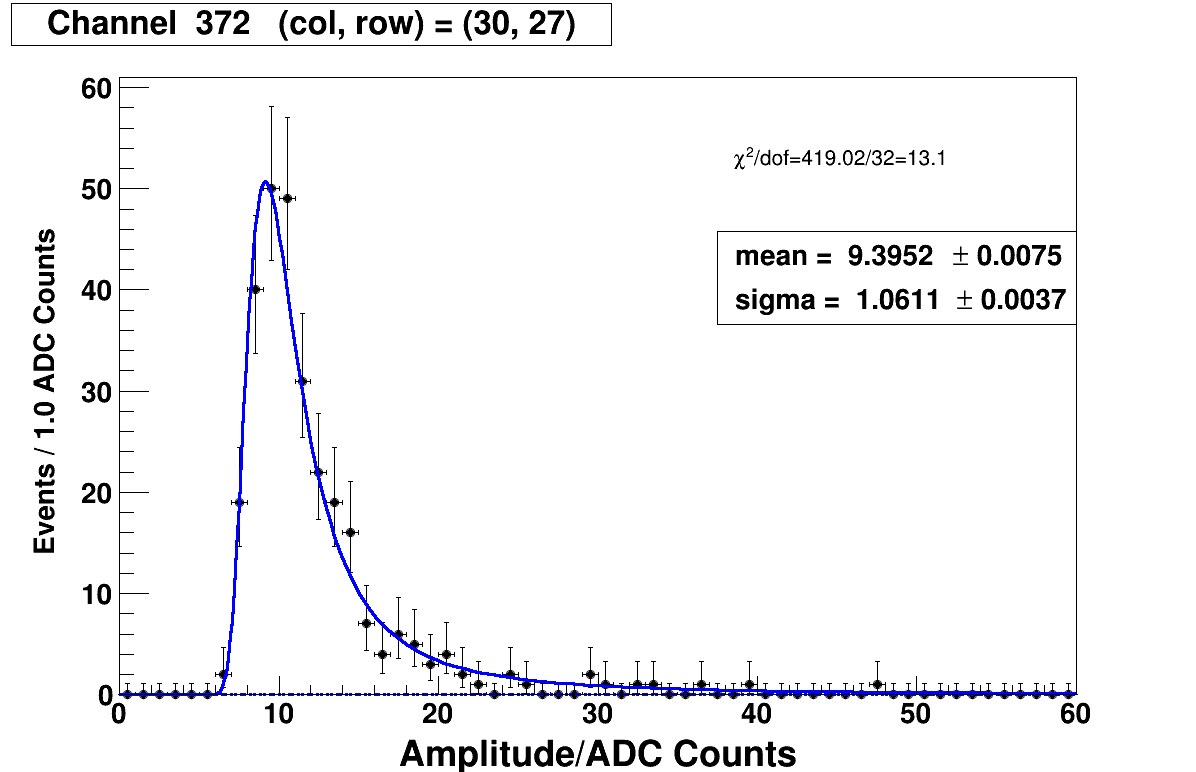 Channel 372 (col, row) = (30, 27)
χ²/dof=419.02/32=13.1
mean = 9.3952 ± 0.0075
sigma = 1.0611 ± 0.0037
Events / 1.0 ADC Counts
60
50
40
30
20
10
0
0 10 20 30 40 50 60
Amplitude/ADC Counts